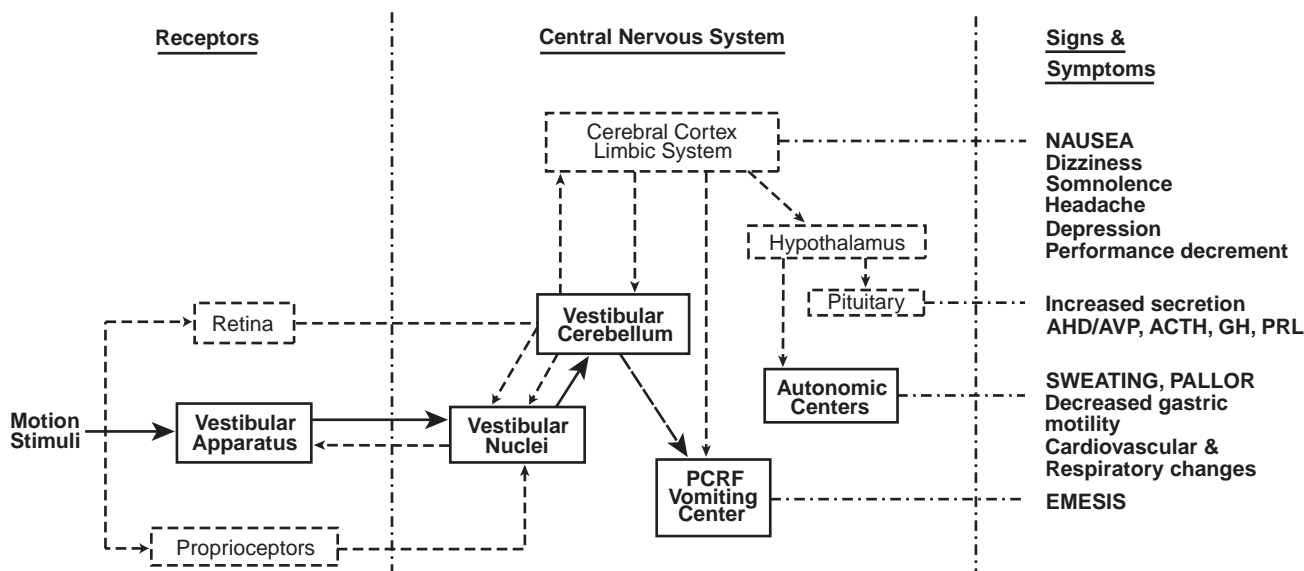 Receptors
Central Nervous System
Signs &
Symptoms
Cerebral Cortex
Limbic System
NAUSEA
Dizziness
Somnolence
Headache
Depression
Performance decrement
Hypothalamus
Retina
Vestibular
Cerebellum
Pituitary
Increased secretion
AHD/AVP, ACTH, GH, PRL
Motion
Stimuli
Vestibular
Apparatus
Vestibular
Nuclei
Autonomic
Centers
SWEATING, PALLOR
Decreased gastric
motility
Cardiovascular &
Respiratory changes
PCRF
Vomiting
Center
EMESIS
Proprioceptors